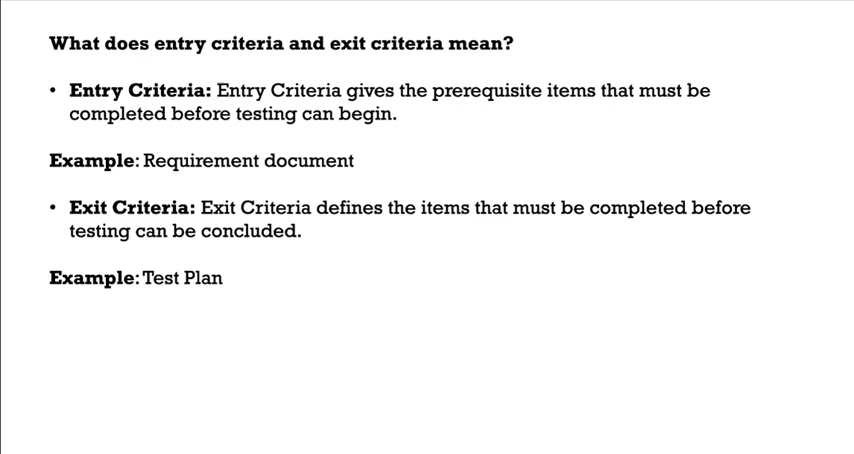 What does entry criteria and exit criteria mean?
• Entry Criteria: Entry Criteria gives the prerequisite items that must be
completed before testing can begin.
Example: Requirement document
• Exit Criteria: Exit Criteria defines the items that must be completed before
testing can be concluded.
Example: Test Plan